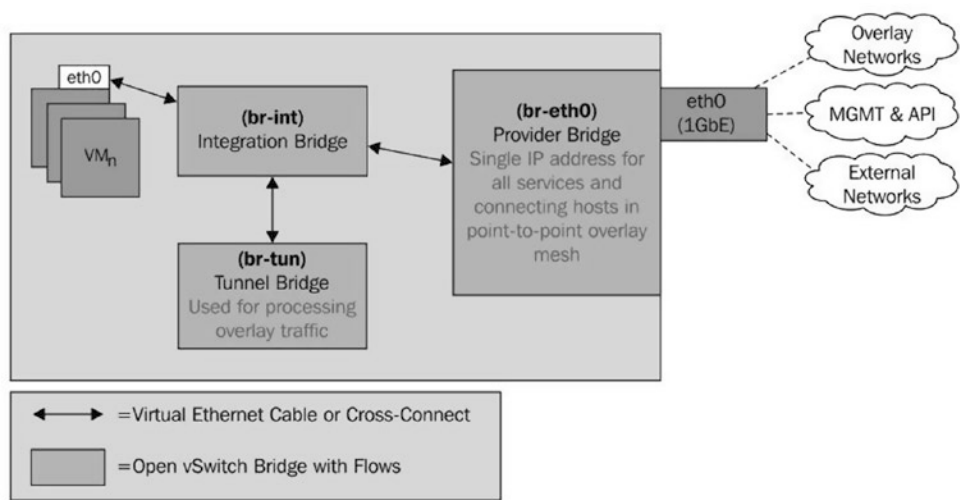 eth0
VMn
(br-int)
Integration Bridge
(br-tun)
Tunnel Bridge
Used for processing
overlay traffic
(br-eth0)
Provider Bridge
Single IP address for
all services and
connecting hosts in
point-to-point overlay
mesh
eth0
(1GbE)
Overlay
Networks
MGMT & API
External
Networks
=Virtual Ethernet Cable or Cross-Connect
=Open vSwitch Bridge with Flows